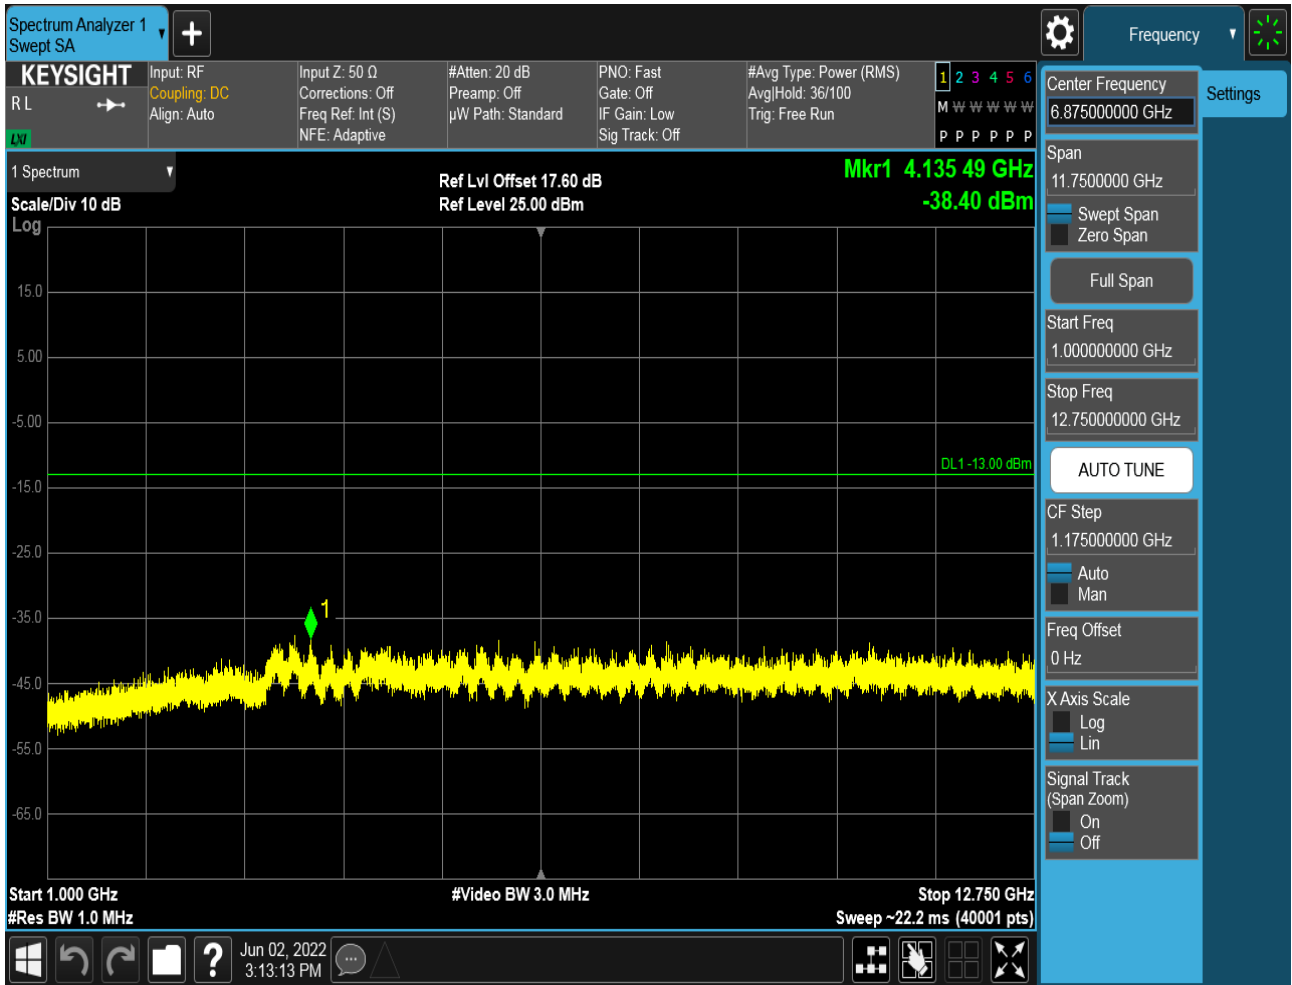 Spectrum Analyzer 1
Swept SA
Frequency
KEYSIGHT
R L
LXI
Input: RF
Coupling: DC
Align: Auto
Input Z: 50 Ω
Corrections: Off
Freq Ref: Int (S)
NFE: Adaptive
#Atten: 20 dB
Preamp: Off
µW Path: Standard
PNO: Fast
Gate: Off
IF Gain: Low
Sig Track: Off
#Avg Type: Power (RMS)
Avg|Hold: 36/100
Trig: Free Run
1 2 3 4 5 6
M W W W W W
P P P P P P
1 Spectrum
Scale/Div 10 dB
Log
Ref Lvl Offset 17.60 dB
Ref Level 25.00 dBm
Mkr1 4.135 49 GHz
-38.40 dBm
15.0
5.00
-5.00
DL1 -13.00 dBm
-15.0
-25.0
-35.0
1
-45.0
-55.0
-65.0
Start 1.000 GHz
#Res BW 1.0 MHz
#Video BW 3.0 MHz
Stop 12.750 GHz
Sweep ~22.2 ms (40001 pts)
Jun 02, 2022
3:13:13 PM
Center Frequency
6.875000000 GHz
Settings
Span
11.7500000 GHz
Swept Span
Zero Span
Full Span
Start Freq
1.000000000 GHz
Stop Freq
12.750000000 GHz
AUTO TUNE
CF Step
1.175000000 GHz
Auto
Man
Freq Offset
0 Hz
X Axis Scale
Log
Lin
Signal Track
(Span Zoom)
On
Off